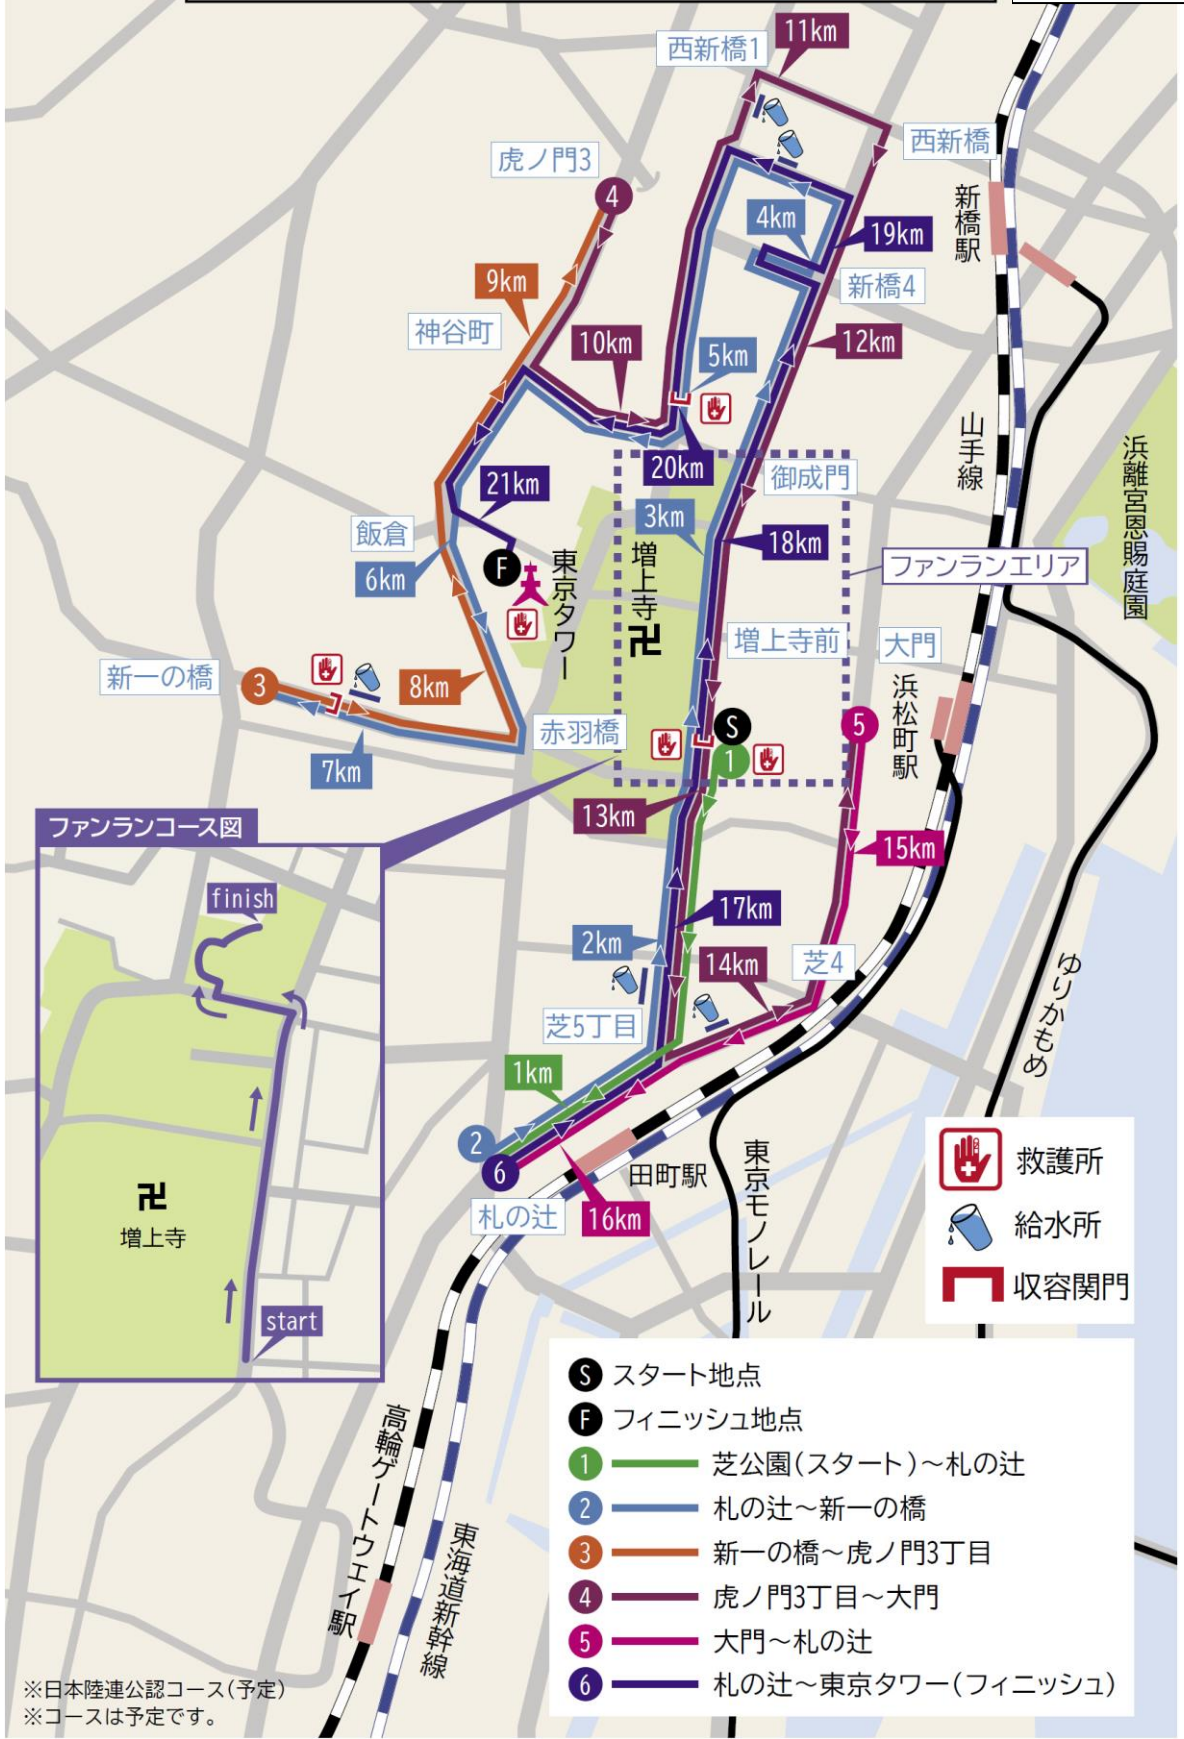 11km
西新橋1
西新橋
虎ノ門3
4
新橋駅
4km
19km
新橋4
9km
神谷町
10km
5km
12km
山手線
浜離宮恩賜庭園
20km
御成門
21km
3km
18km
飯倉
6km
F
東京タワー
増上寺
卍
ファンランエリア
増上寺前
大門
新一の橋
3
8km
赤羽橋
浜松町駅
7km
S
1
5
13km
15km
ファンランコース図
finish
卍
増上寺
start
17km
2km
14km
芝4
ゆりかもめ
芝5丁目
1km
2
6
札の辻
16km
田町駅
東京モノレール
救護所
給水所
収容関門
高輪ゲートウェイ駅
東海道新幹線
S スタート地点
F フィニッシュ地点
1 芝公園(スタート)～札の辻
2 札の辻～新一の橋
3 新一の橋～虎ノ門3丁目
4 虎ノ門3丁目～大門
5 大門～札の辻
6 札の辻～東京タワー(フィニッシュ)
※日本陸連公認コース(予定)
※コースは予定です。